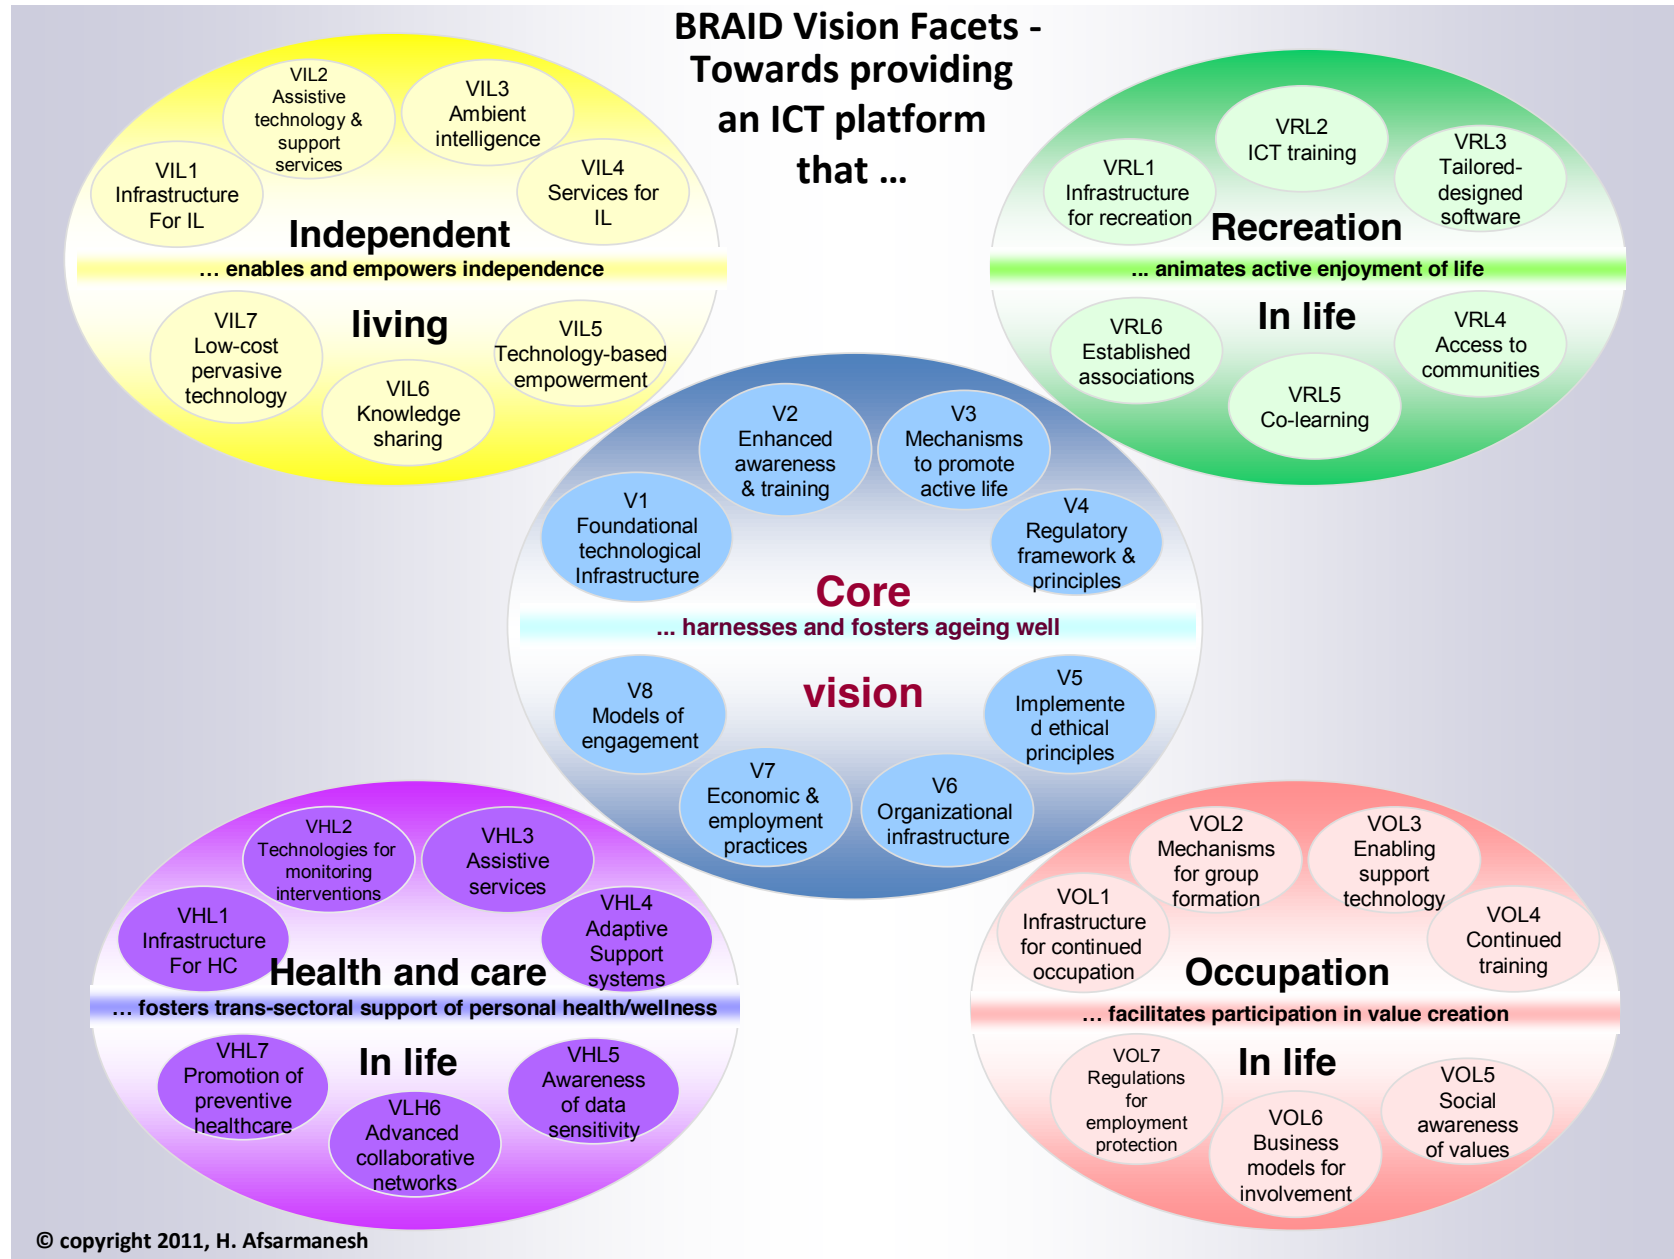 BRAID Vision Facets -
Towards providing
an ICT platform
that ...
VIL1
Infrastructure
For IL
VIL2
Assistive
technology &
support
services
VIL3
Ambient
intelligence
VIL4
Services for
IL
Independent
... enables and empowers independence
living
VIL5
Technology-based
empowerment
VIL6
Knowledge
sharing
VIL7
Low-cost
pervasive
technology
VRL1
Infrastructure
for recreation
VRL2
ICT training
VRL3
Tailored-
designed
software
Recreation
... animates active enjoyment of life
In life
VRL4
Access to
communities
VRL5
Co-learning
VRL6
Established
associations
V1
Foundational
technological
Infrastructure
V2
Enhanced
awareness
& training
V3
Mechanisms
to promote
active life
V4
Regulatory
framework &
principles
Core
... harnesses and fosters ageing well
vision
V5
Implemente
d ethical
principles
V6
Organizational
infrastructure
V7
Economic &
employment
practices
V8
Models of
engagement
VHL1
Infrastructure
For HC
VHL2
Technologies for
monitoring
interventions
VHL3
Assistive
services
VHL4
Adaptive
Support
systems
Health and care
... fosters trans-sectoral support of personal health/wellness
In life
VHL5
Awareness
of data
sensitivity
VLH6
Advanced
collaborative
networks
VHL7
Promotion of
preventive
healthcare
VOL1
Infrastructure
for continued
occupation
VOL2
Mechanisms
for group
formation
VOL3
Enabling
support
technology
VOL4
Continued
training
Occupation
... facilitates participation in value creation
In life
VOL5
Social
awareness
of values
VOL6
Business
models for
involvement
VOL7
Regulations
for
employment
protection
© copyright 2011, H. Afsarmanesh